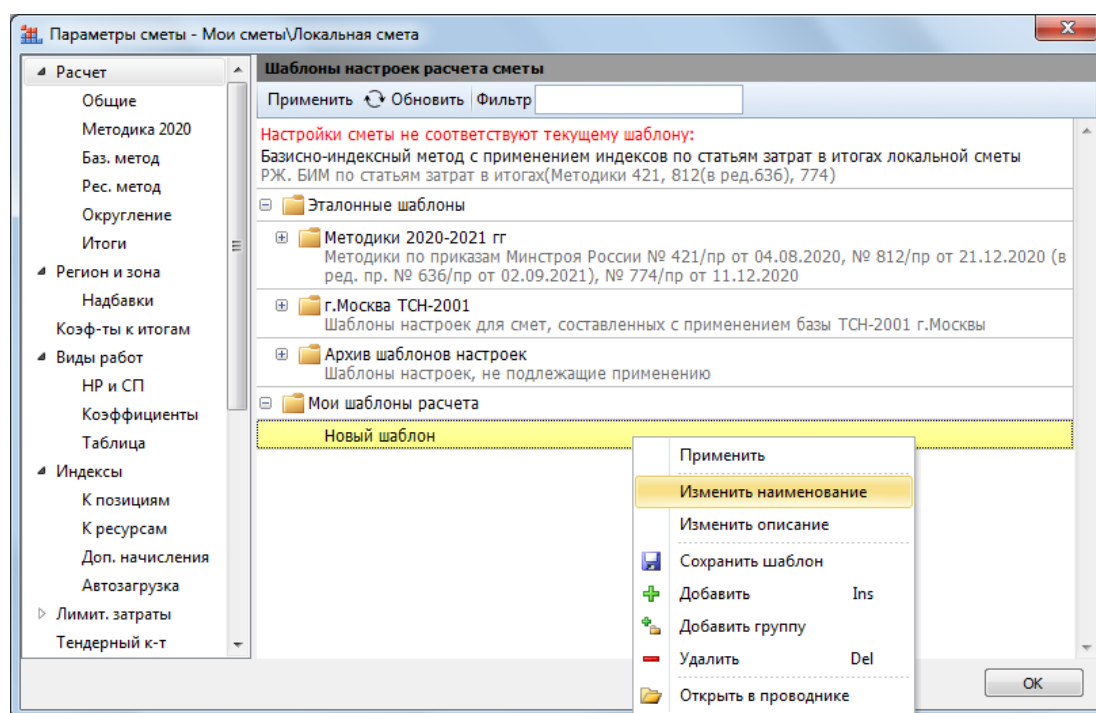 Параметры сметы - Мои сметы\Локальная смета
Расчет
Общие
Методика 2020
Баз. метод
Рес. метод
Округление
Итоги
Регион и зона
Надбавки
Коэф-ты к итогам
Виды работ
НР и СП
Коэффициенты
Таблица
Индексы
К позициям
К ресурсам
Доп. начисления
Автозагрузка
Лимит. затраты
Тендерный к-т
Шаблоны настроек расчета сметы
Применить Обновить Фильтр
Настройки сметы не соответствуют текущему шаблону:
Базисно-индексный метод с применением индексов по статьям затрат в итогах локальной сметы
РЖ. БИМ по статьям затрат в итогах(Методики 421, 812(в ред.636), 774)
Эталонные шаблоны
Методики 2020-2021 гг
Методики по приказам Минстроя России № 421/пр от 04.08.2020, № 812/пр от 21.12.2020 (в
ред. пр. № 636/пр от 02.09.2021), № 774/пр от 11.12.2020
г.Москва ТСН-2001
Шаблоны настроек для смет, составленных с применением базы ТСН-2001 г.Москвы
Архив шаблонов настроек
Шаблоны настроек, не подлежащие применению
Мои шаблоны расчета
Новый шаблон
Применить
Изменить наименование
Изменить описание
Сохранить шаблон
Добавить Ins
Добавить группу
Удалить Del
Открыть в проводнике
ОК